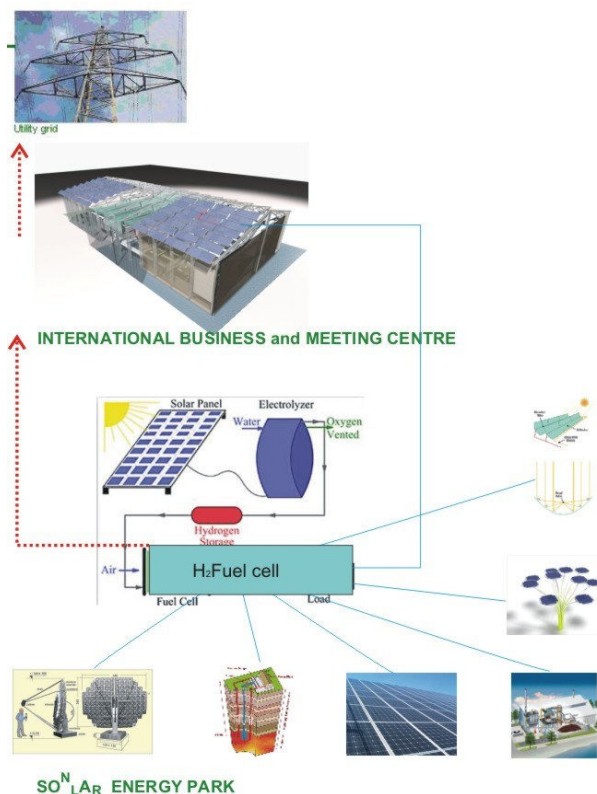 Utility grid
INTERNATIONAL BUSINESS and MEETING CENTRE
Solar Panel
Electrolyzer
Water
Oxygen
Vented
Hydrogen
Storage
Air
H₂Fuel cell
Fuel Cell
Load
SOᴺLAR ENERGY PARK